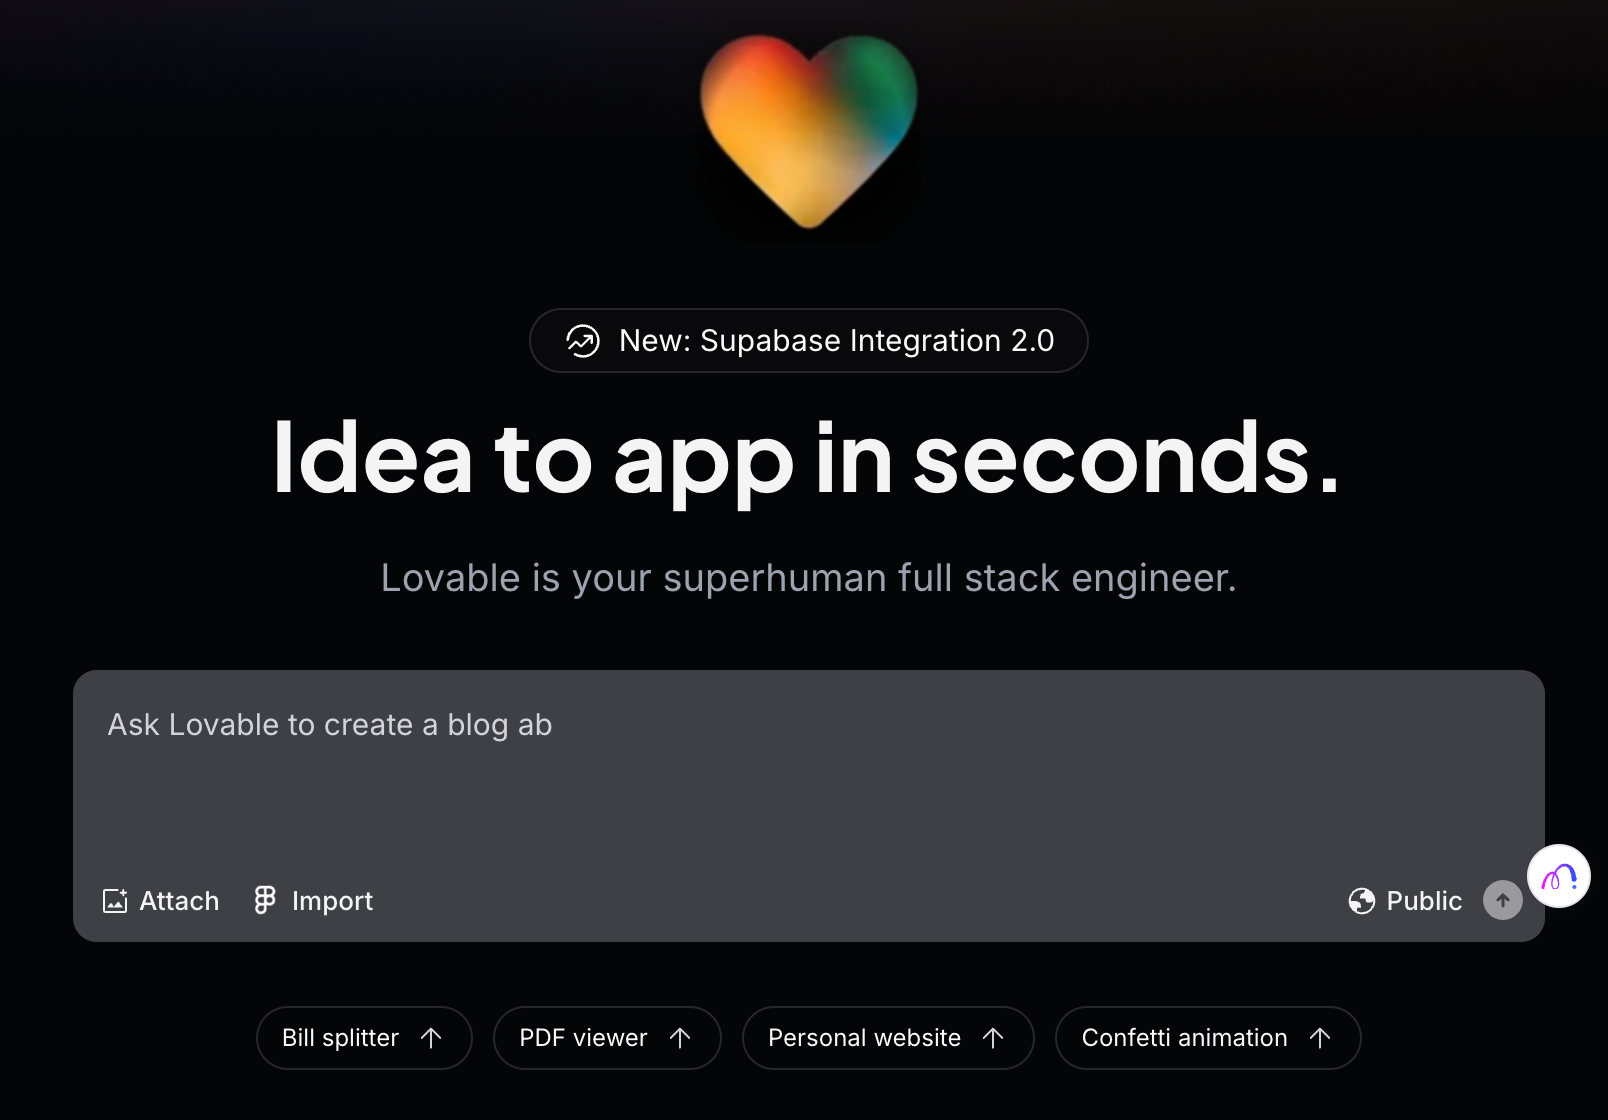 New: Supabase Integration 2.0
Idea to app in seconds.
Lovable is your superhuman full stack engineer.
Ask Lovable to create a blog ab
Attach Import Public
Bill splitter PDF viewer Personal website Confetti animation